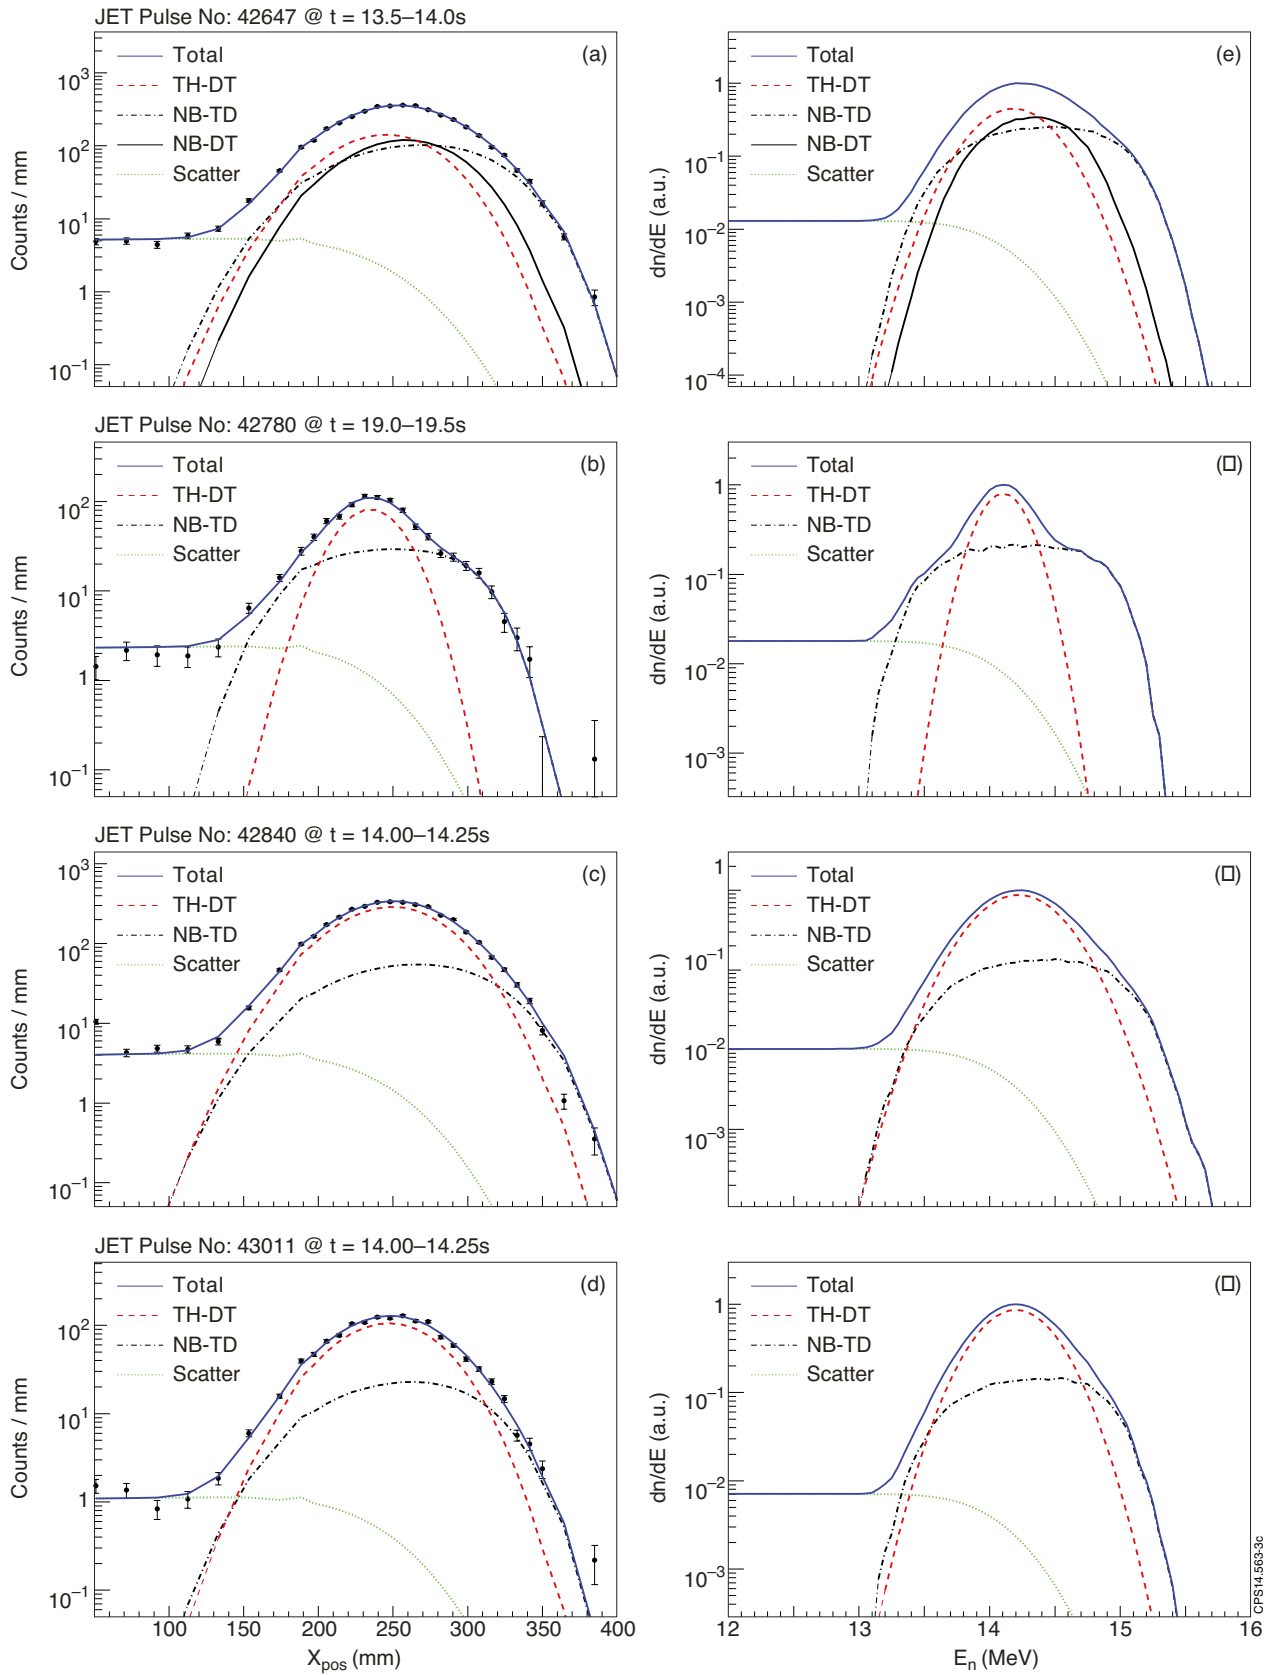 JET Pulse No: 42647 @ t = 13.5–14.0s
(a)
Total
TH-DT
NB-TD
NB-DT
Scatter
Counts / mm
10³
10²
10
1
10⁻¹
(e)
Total
TH-DT
NB-TD
NB-DT
Scatter
dn/dE (a.u.)
1
10⁻¹
10⁻²
10⁻³
10⁻⁴
JET Pulse No: 42780 @ t = 19.0–19.5s
(b)
Total
TH-DT
NB-TD
Scatter
Counts / mm
10²
10
1
10⁻¹
(□)
Total
TH-DT
NB-TD
Scatter
dn/dE (a.u.)
1
10⁻¹
10⁻²
10⁻³
JET Pulse No: 42840 @ t = 14.00–14.25s
(c)
Total
TH-DT
NB-TD
Scatter
Counts / mm
10³
10²
10
1
10⁻¹
(□)
Total
TH-DT
NB-TD
Scatter
dn/dE (a.u.)
1
10⁻¹
10⁻²
10⁻³
JET Pulse No: 43011 @ t = 14.00–14.25s
(d)
Total
TH-DT
NB-TD
Scatter
Counts / mm
10²
10
1
10⁻¹
100 150 200 250 300 350 400
X_pos (mm)
(□)
Total
TH-DT
NB-TD
Scatter
dn/dE (a.u.)
1
10⁻¹
10⁻²
10⁻³
12 13 14 15 16
E_n (MeV)
CPS14.563-3c